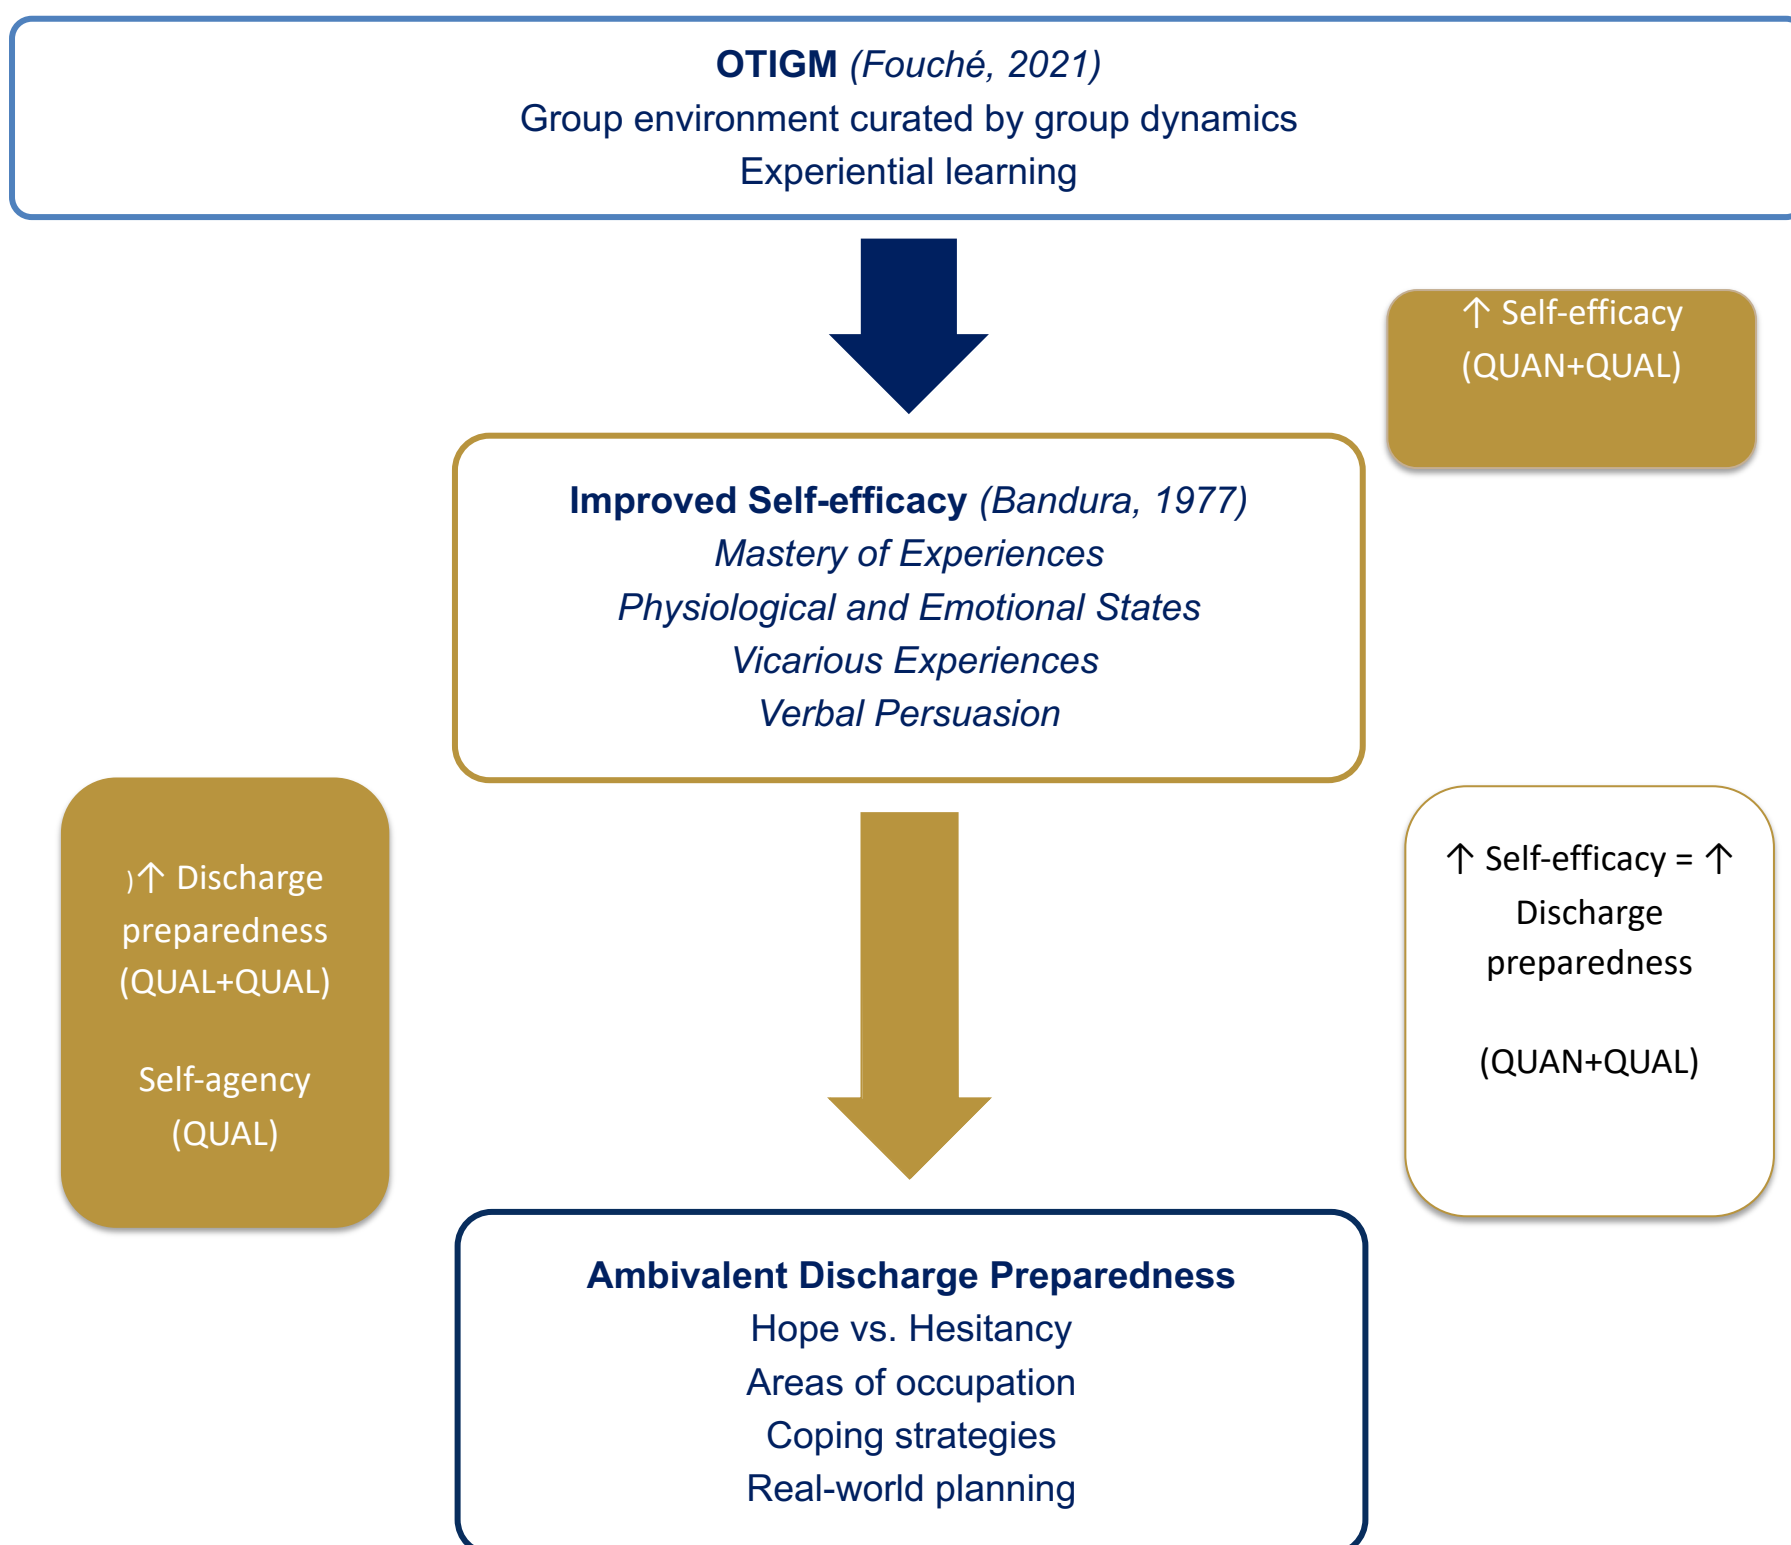 OTIGM (Fouché, 2021)
Group environment curated by group dynamics
Experiential learning
↑ Self-efficacy
(QUAN+QUAL)
Improved Self-efficacy (Bandura, 1977)
Mastery of Experiences
Physiological and Emotional States
Vicarious Experiences
Verbal Persuasion
)↑ Discharge
preparedness
(QUAL+QUAL)
Self-agency
(QUAL)
↑ Self-efficacy = ↑
Discharge
preparedness
(QUAN+QUAL)
Ambivalent Discharge Preparedness
Hope vs. Hesitancy
Areas of occupation
Coping strategies
Real-world planning